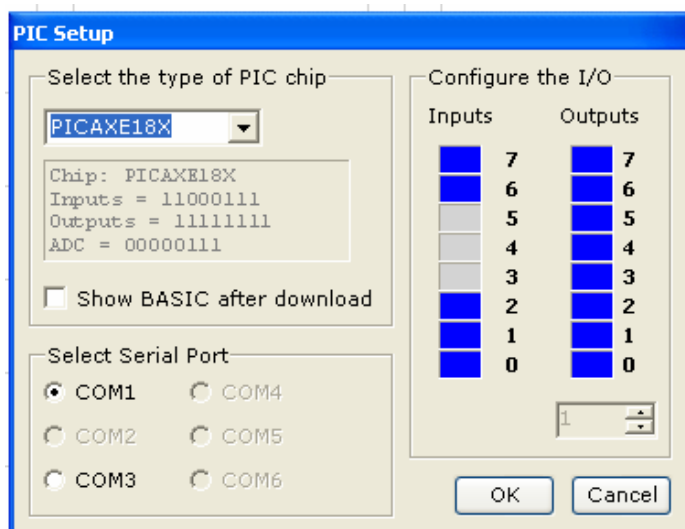 PIC Setup
Select the type of PIC chip
PICAXE18X
Chip: PICAXE18X
Inputs = 11000111
Outputs = 11111111
ADC = 00000111
Show BASIC after download
Select Serial Port
COM1 COM4
COM2 COM5
COM3 COM6
Configure the I/O
Inputs Outputs
7 7
6 6
5 5
4 4
3 3
2 2
1 1
0 0
1
OK Cancel